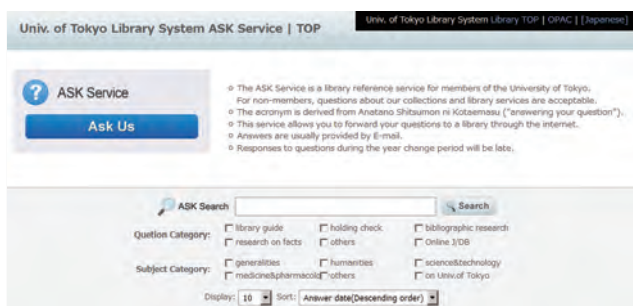 Univ. of Tokyo Library System ASK Service | TOP
Univ. of Tokyo Library System Library TOP | OPAC | [Japanese]
? ASK Service
Ask Us
The ASK Service is a library reference service for members of the University of Tokyo.
For non-members, questions about our collections and library services are acceptable.
The acronym is derived from Anatano Shitsumon ni Kotaemasu ("answering your question").
This service allows you to forward your questions to a library through the internet.
Answers are usually provided by E-mail.
Responses to questions during the year change period will be late.
ASK Search Search
Quetion Category: library guide holding check bibliographic research
research on facts others Online J/DB
Subject Category: generalities humanities science&technology
medicine&pharmacolo others on Univ.of Tokyo
Display: 10 Sort: Answer date(Descending order)